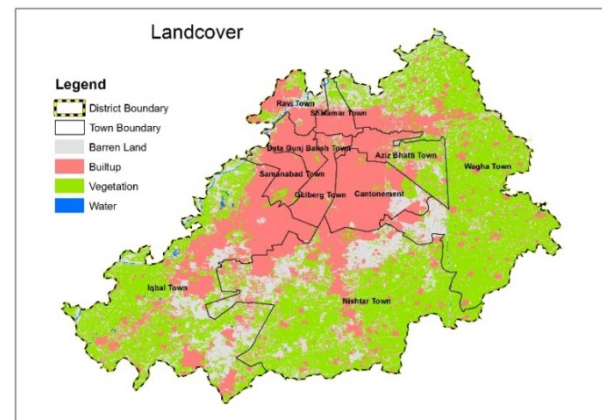 Landcover
Legend
District Boundary
Town Boundary
Barren Land
Builtup
Vegetation
Water
Ravi Town
Shalamar Town
Data Gunj Baksh Town
Aziz Bhatti Town
Wagha Town
Samanabad Town
Gulberg Town
Cantonement
Iqbal Town
Nishtar Town